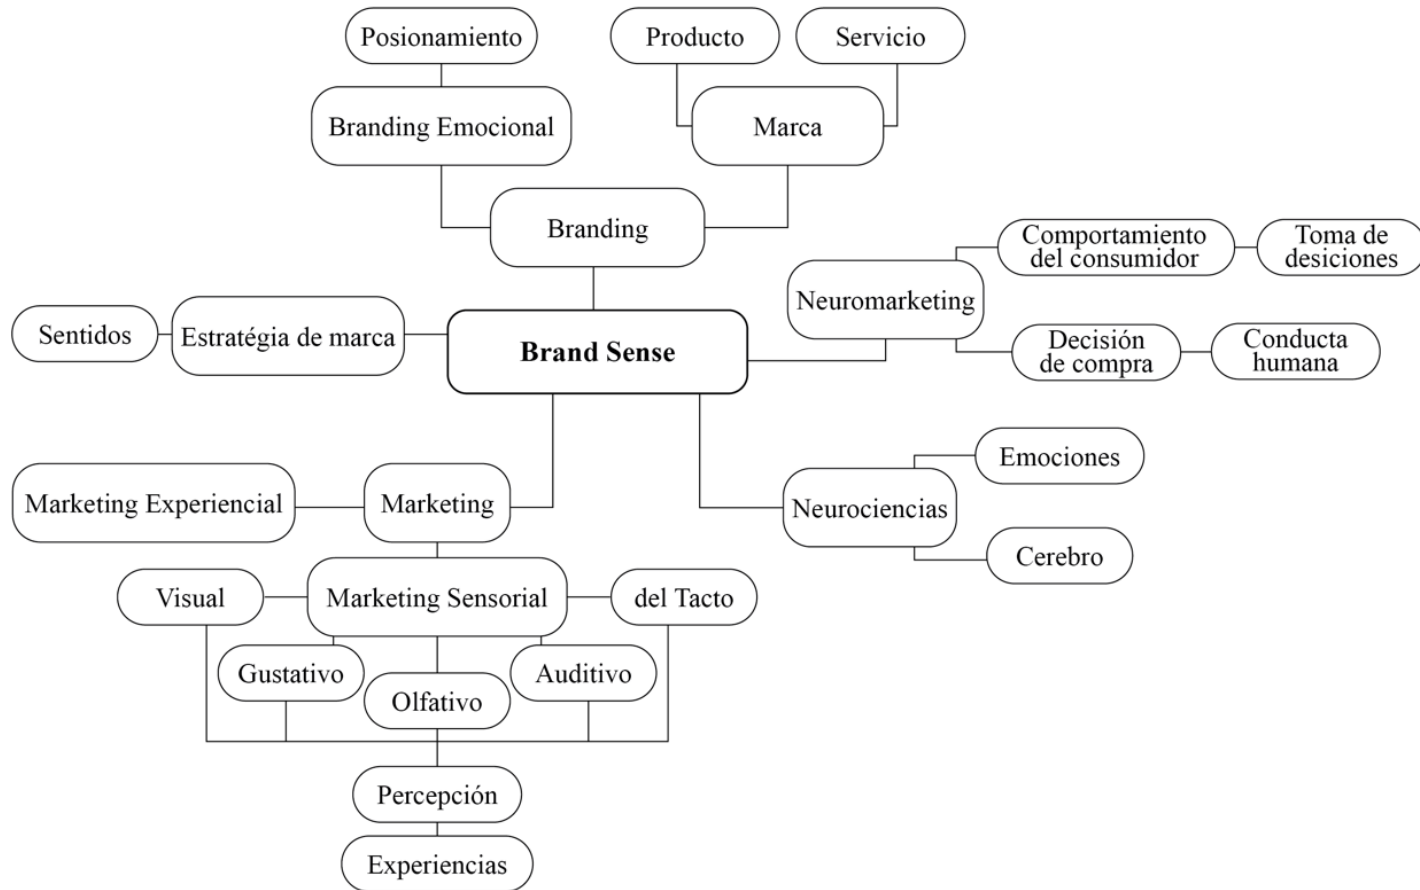 Posionamiento
Producto
Servicio
Branding Emocional
Marca
Branding
Comportamiento
del consumidor
Toma de
desiciones
Neuromarketing
Sentidos
Estratégia de marca
Brand Sense
Decisión
de compra
Conducta
humana
Emociones
Marketing Experiencial
Marketing
Neurociencias
Cerebro
Visual
Marketing Sensorial
del Tacto
Gustativo
Auditivo
Olfativo
Percepción
Experiencias